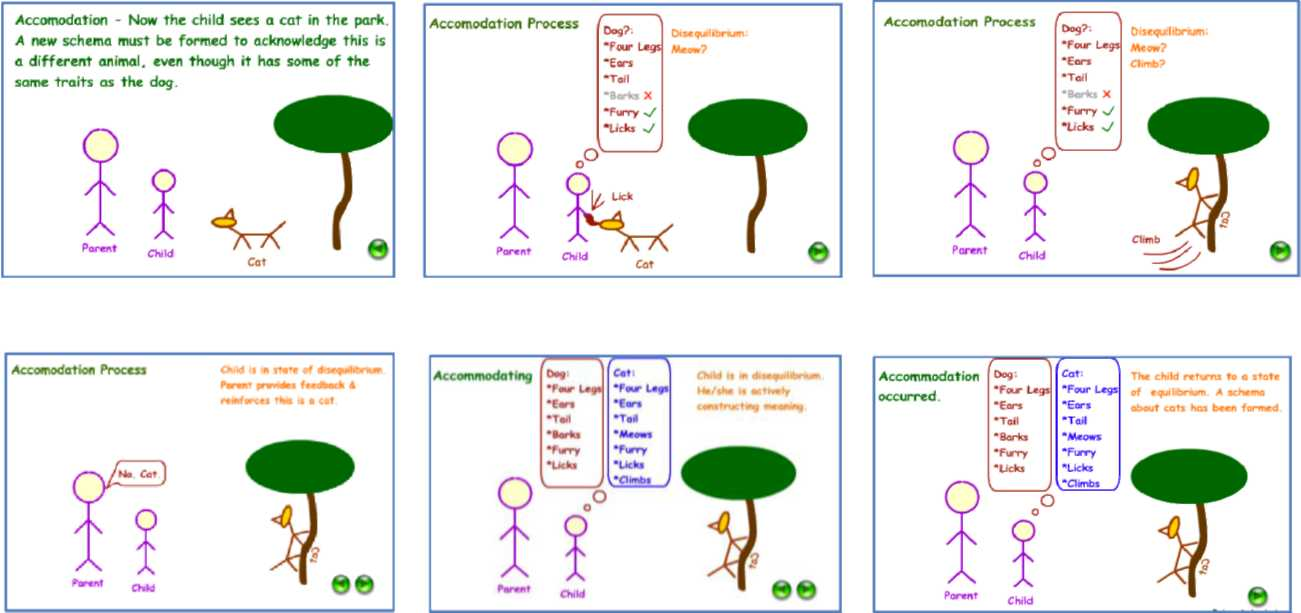 Accomodation - Now the child sees a cat in the park.
A new schema must be formed to acknowledge this is
a different animal, even though it has some of the
same traits as the dog.
Parent
Child
Cat
Accomodation Process
Dog?:
*Four Legs
*Ears
*Tail
*Barks X
*Furry ✓
*Licks ✓
Disequilibrium:
Meow?
Lick
Parent
Child
Cat
Accomodation Process
Dog?:
*Four Legs
*Ears
*Tail
*Barks X
*Furry ✓
*Licks ✓
Disequilibrium:
Meow?
Climb?
Cat
Climb
Parent
Child
Accomodation Process
Child is in state of disequilibrium.
Parent provides feedback &
reinforces this is a cat.
No, Cat.
Cat
Parent
Child
Accommodating
Dog:
*Four Legs
*Ears
*Tail
*Barks
*Furry
*Licks
Cat:
*Four Legs
*Ears
*Tail
*Meows
*Furry
*Licks
*Climbs
Child is in disequilibrium.
He/she is actively
constructing meaning.
Cat
Parent
Child
Accommodation
occurred.
Dog:
*Four Legs
*Ears
*Tail
*Barks
*Furry
*Licks
Cat:
*Four Legs
*Ears
*Tail
*Meows
*Furry
*Licks
*Climbs
The child returns to a state
of equilibrium. A schema
about cats has been formed.
Cat
Parent
Child